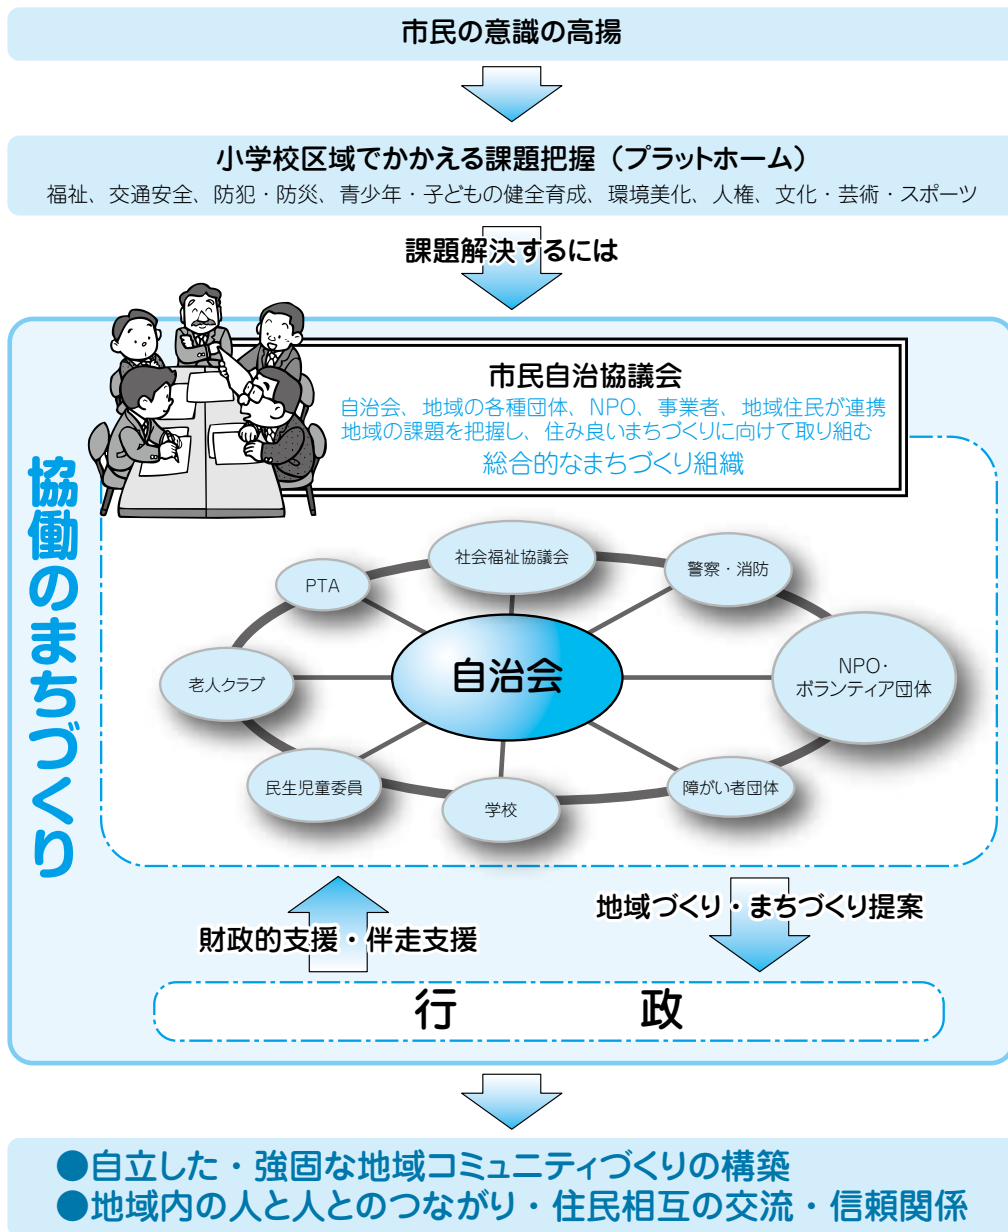 市民の意識の高揚
小学校区域でかかえる課題把握（プラットホーム）
福祉、交通安全、防犯・防災、青少年・子どもの健全育成、環境美化、人権、文化・芸術・スポーツ
課題解決するには
市民自治協議会
自治会、地域の各種団体、NPO、事業者、地域住民が連携
地域の課題を把握し、住み良いまちづくりに向けて取り組む
総合的なまちづくり組織
協働のまちづくり
社会福祉協議会
警察・消防
PTA
NPO・
ボランティア団体
自治会
老人クラブ
民生児童委員
学校
障がい者団体
地域づくり・まちづくり提案
財政的支援・伴走支援
行　政
●自立した・強固な地域コミュニティづくりの構築
●地域内の人と人とのつながり・住民相互の交流・信頼関係